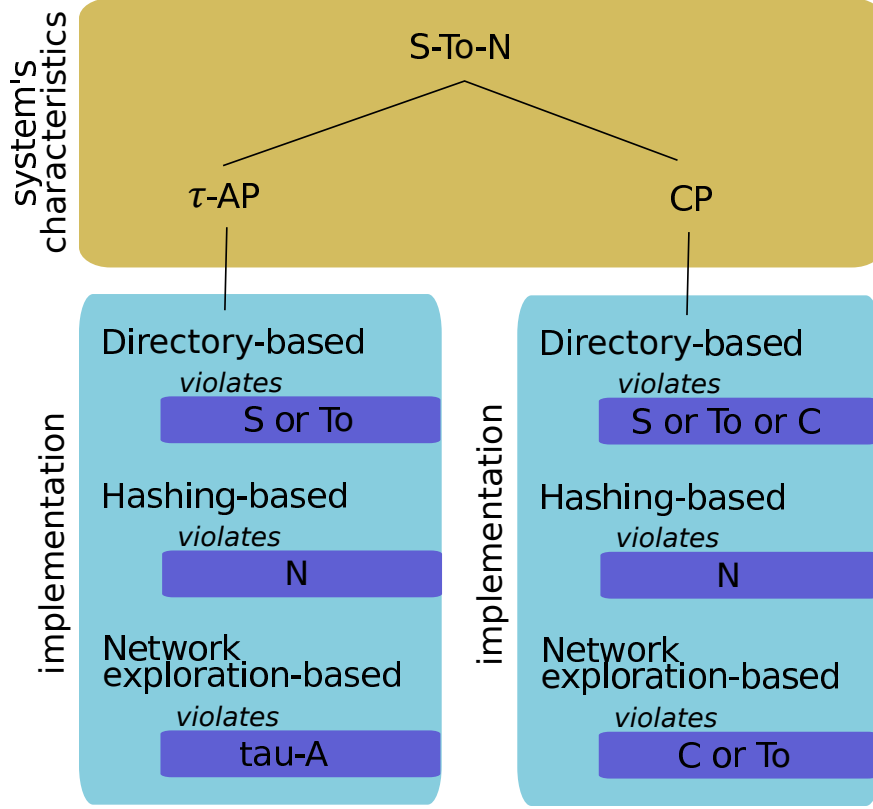 system's
characteristics
S-To-N
τ-AP
CP
implementation
Directory-based
violates
S or To
Hashing-based
violates
N
Network
exploration-based
violates
tau-A
implementation
Directory-based
violates
S or To or C
Hashing-based
violates
N
Network
exploration-based
violates
C or To